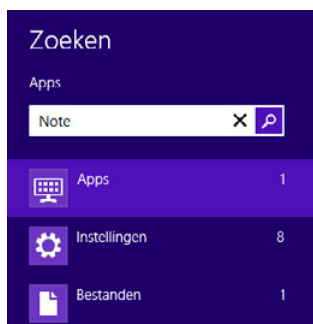 Zoeken
Apps
Note
Apps 1
Instellingen 8
Bestanden 1